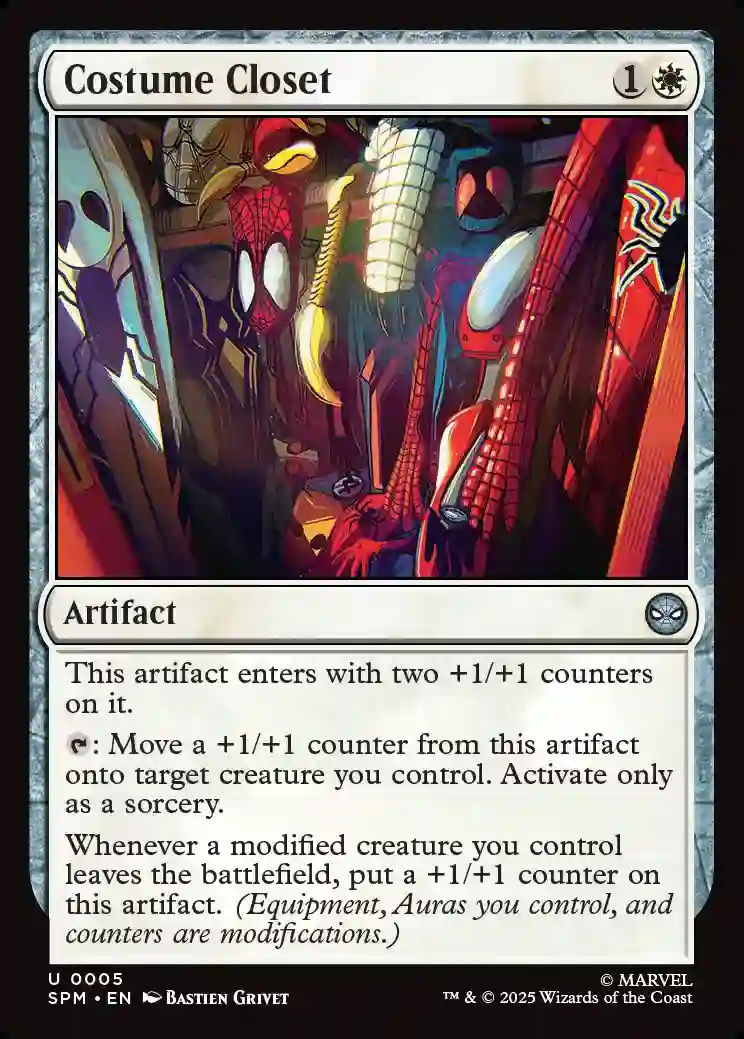 Costume Closet 1
Artifact
This artifact enters with two +1/+1 counters
on it.
: Move a +1/+1 counter from this artifact
onto target creature you control. Activate only
as a sorcery.
Whenever a modified creature you control
leaves the battlefield, put a +1/+1 counter on
this artifact. (Equipment, Auras you control, and
counters are modifications.)
U 0005
© MARVEL
SPM • EN Bastien Grivet
™ & © 2025 Wizards of the Coast